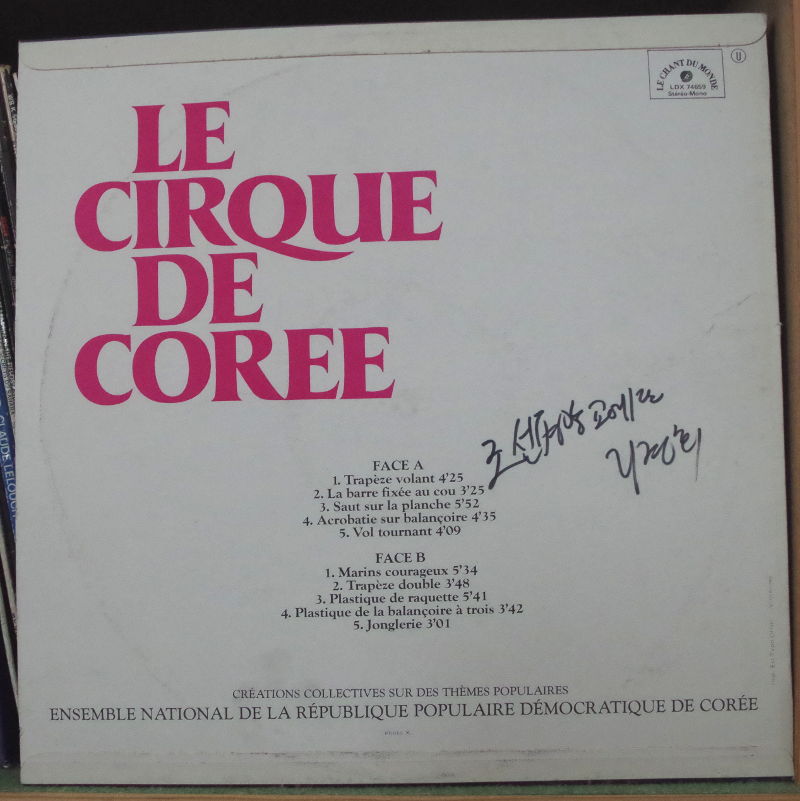 LE CHANT DU MONDE
LDX 74659
Stéréo-Mono
U
LE
CIRQUE
DE
COREE
조선평양교예단
FACE A
1. Trapèze volant 4'25
2. La barre fixée au cou 3'25
3. Saut sur la planche 5'52
4. Acrobatie sur balançoire 4'35
5. Vol tournant 4'09
FACE B
1. Marins courageux 5'34
2. Trapèze double 3'48
3. Plastique de raquette 5'41
4. Plastique de la balançoire à trois 3'42
5. Jonglerie 3'01
CRÉATIONS COLLECTIVES SUR DES THÈMES POPULAIRES
ENSEMBLE NATIONAL DE LA RÉPUBLIQUE POPULAIRE DÉMOCRATIQUE DE CORÉE
CLAUDE LELOUCH